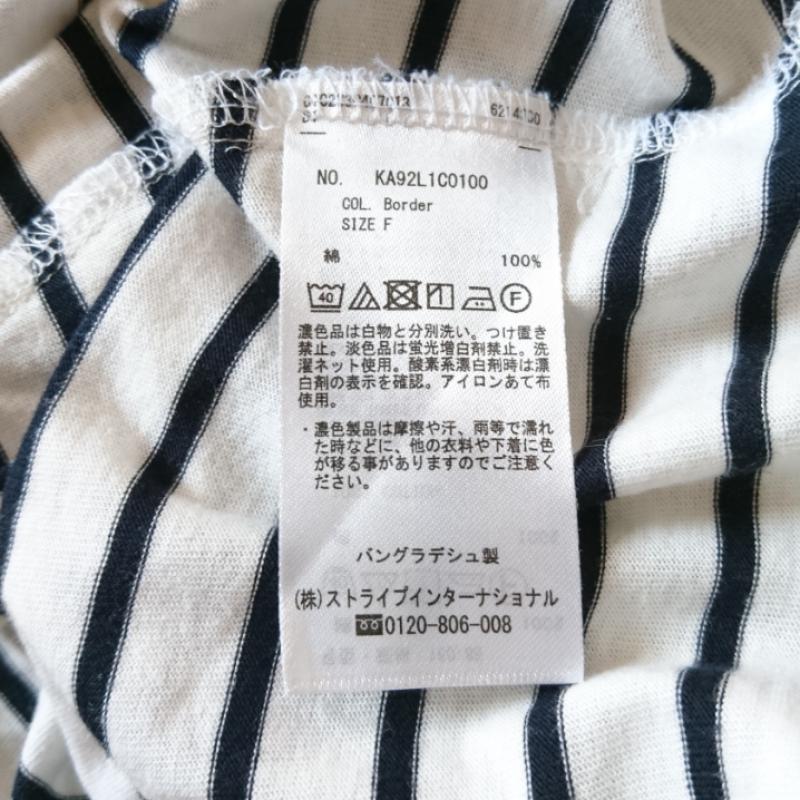 NO. KA92L1C0100
COL. Border
SIZE F
綿 100%
40 F
濃色品は白物と分別洗い。つけ置き
禁止。淡色品は蛍光増白剤禁止。洗
濯ネット使用。酸素系漂白剤時は漂
白剤の表示を確認。アイロンあて布
使用。
・濃色製品は摩擦や汗、雨等で濡れ
た時などに、他の衣料や下着に色
が移る事がありますのでご注意く
ださい。
バングラデシュ製
(株)ストライプインターナショナル
0120-806-008